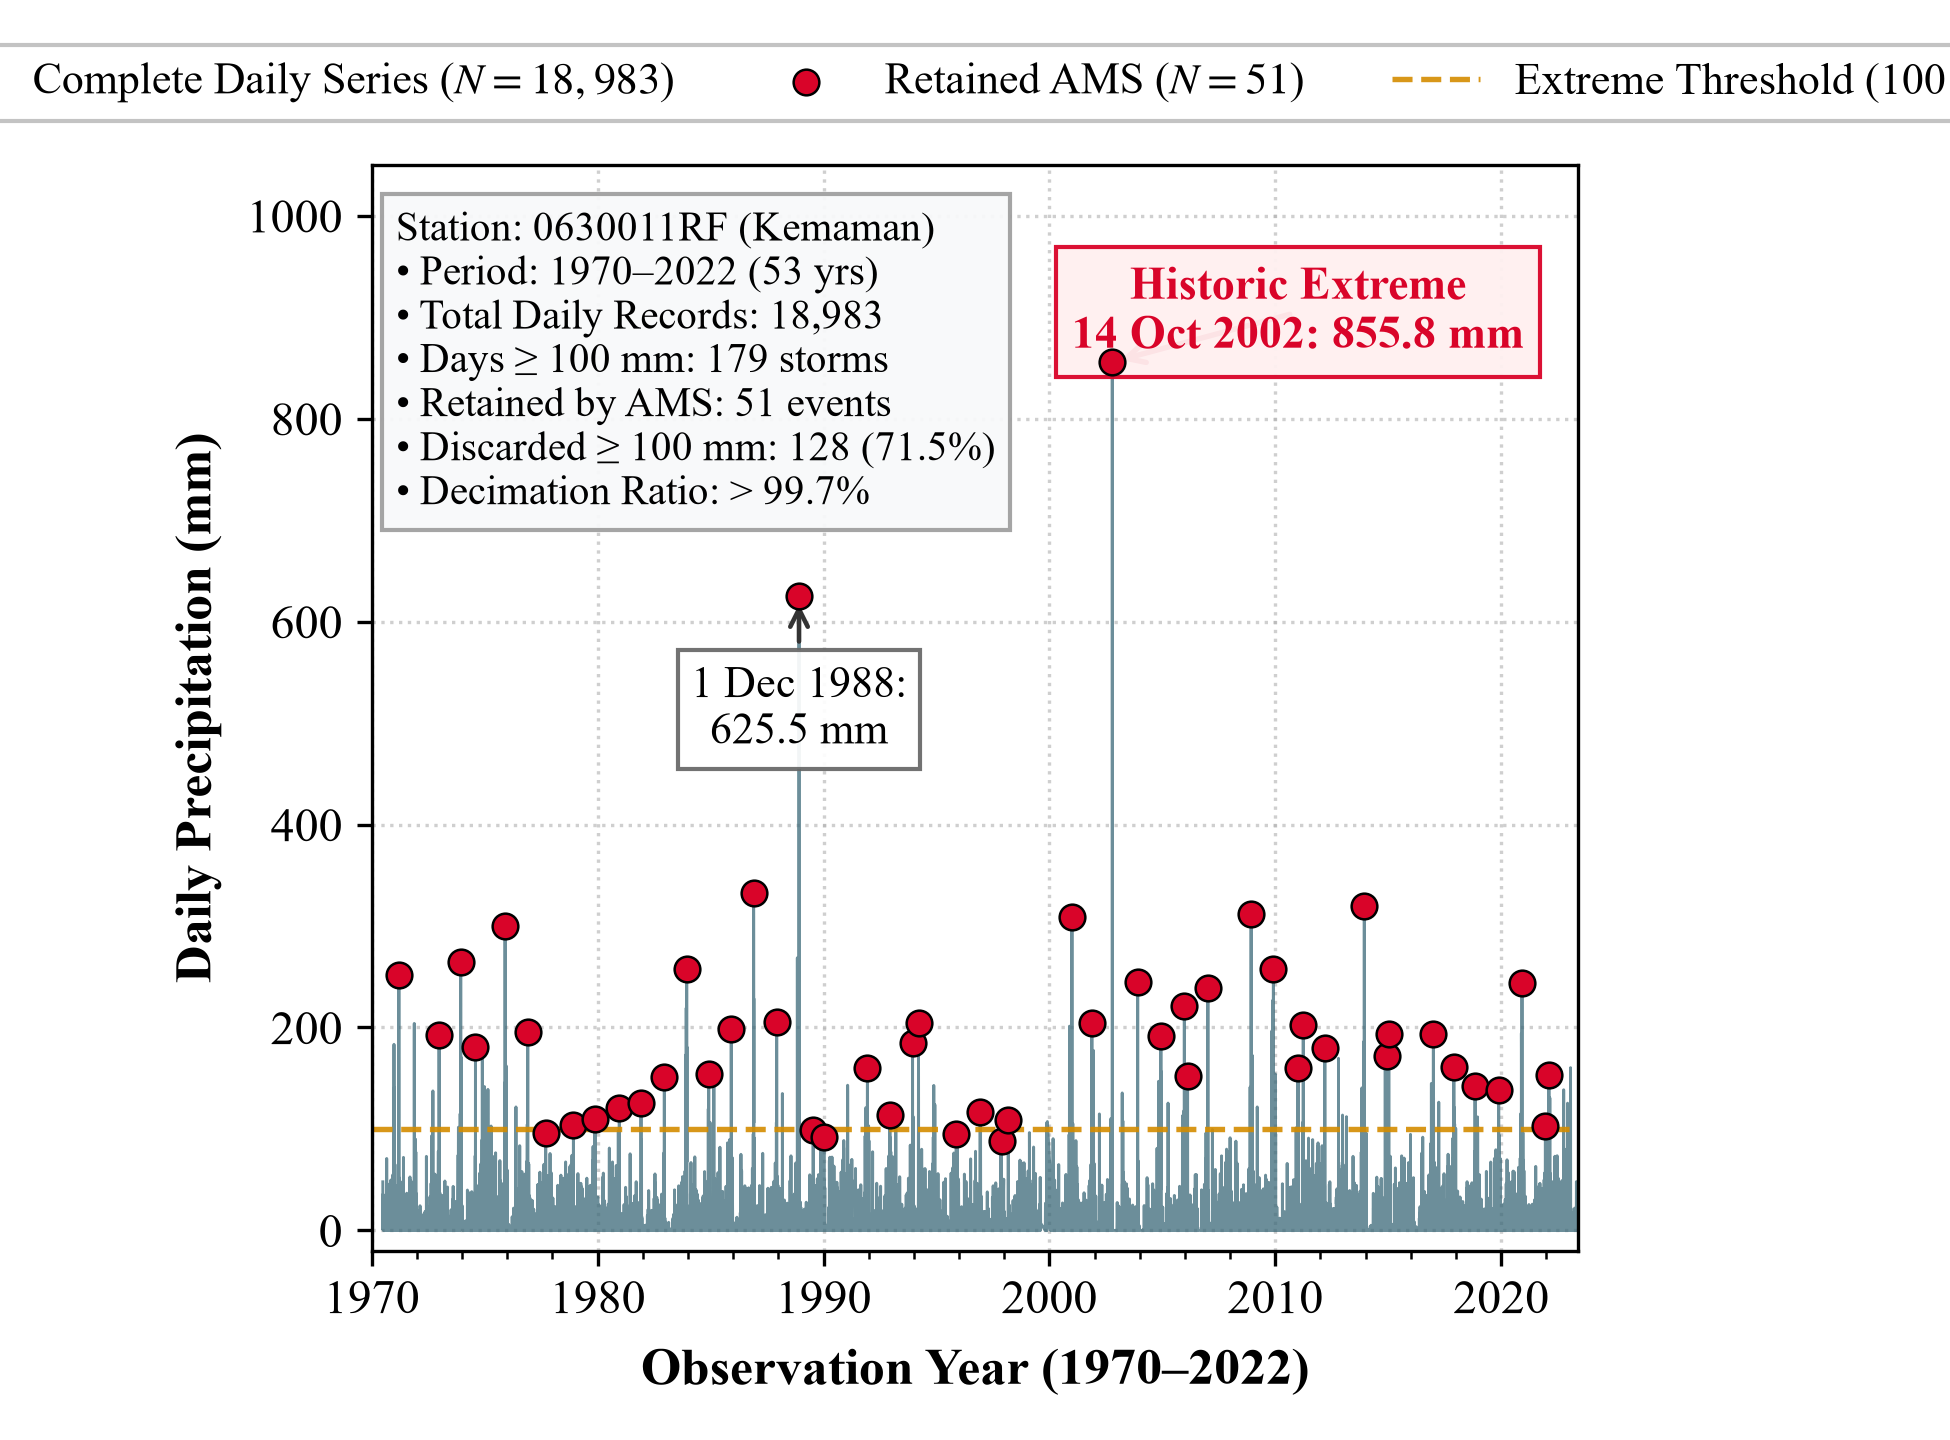 Complete Daily Series (N = 18, 983)
Retained AMS (N = 51)
Extreme Threshold (100
Station: 0630011RF (Kemaman)
• Period: 1970–2022 (53 yrs)
• Total Daily Records: 18,983
• Days ≥ 100 mm: 179 storms
• Retained by AMS: 51 events
• Discarded ≥ 100 mm: 128 (71.5%)
• Decimation Ratio: > 99.7%
Historic Extreme
14 Oct 2002: 855.8 mm
1 Dec 1988:
625.5 mm
Daily Precipitation (mm)
1000
800
600
400
200
0
1970
1980
1990
2000
2010
2020
Observation Year (1970–2022)